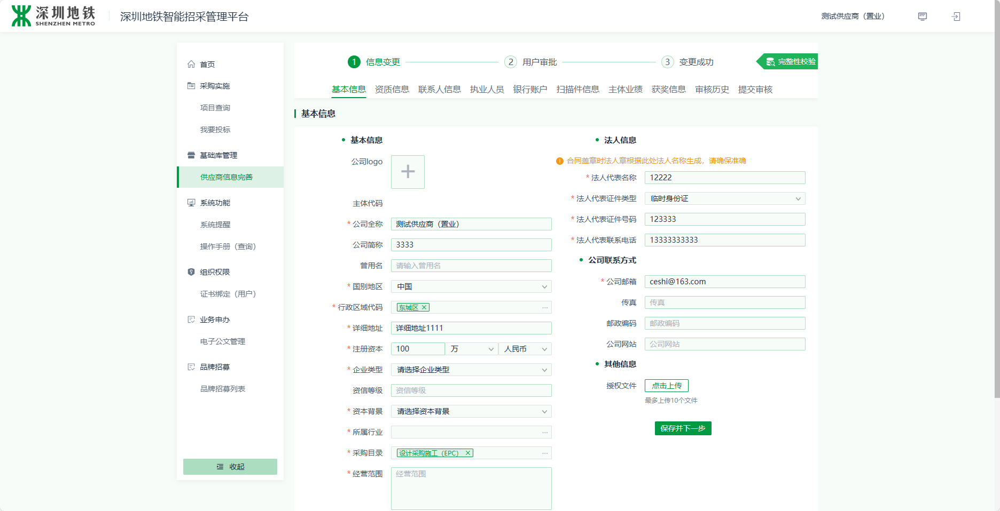 深圳地铁
SHENZHEN METRO
深圳地铁智能招采管理平台
测试供应商（置业）
首页
采购实施
项目查询
我要投标
基础库管理
供应商信息完善
系统功能
系统提醒
操作手册（查询）
组织权限
证书绑定（用户）
业务申办
电子公文管理
品牌招募
品牌招募列表
收起
1 信息变更
2 用户审批
3 变更成功
完整性校验
基本信息 资质信息 联系人信息 执业人员 银行账户 扫描件信息 主体业绩 获奖信息 审核历史 提交审核
基本信息
基本信息
公司logo
主体代码
* 公司全称 测试供应商（置业）
公司简称 3333
曾用名 请输入曾用名
* 国别地区 中国
* 行政区域代码 东城区
* 详细地址 详细地址1111
* 注册资本 100 万 人民币
* 企业类型 请选择企业类型
资信等级 资信等级
* 资本背景 请选择资本背景
* 所属行业
* 采购目录 设计采购施工（EPC）
* 经营范围 经营范围
法人信息
合同盖章时法人章根据此处法人名称生成，请确保准确
* 法人代表名称 12222
* 法人代表证件类型 临时身份证
* 法人代表证件号码 123333
* 法人代表联系电话 13333333333
公司联系方式
* 公司邮箱 ceshi@163.com
传真 传真
邮政编码 邮政编码
公司网站 公司网站
其他信息
授权文件 点击上传
最多上传10个文件
保存并下一步